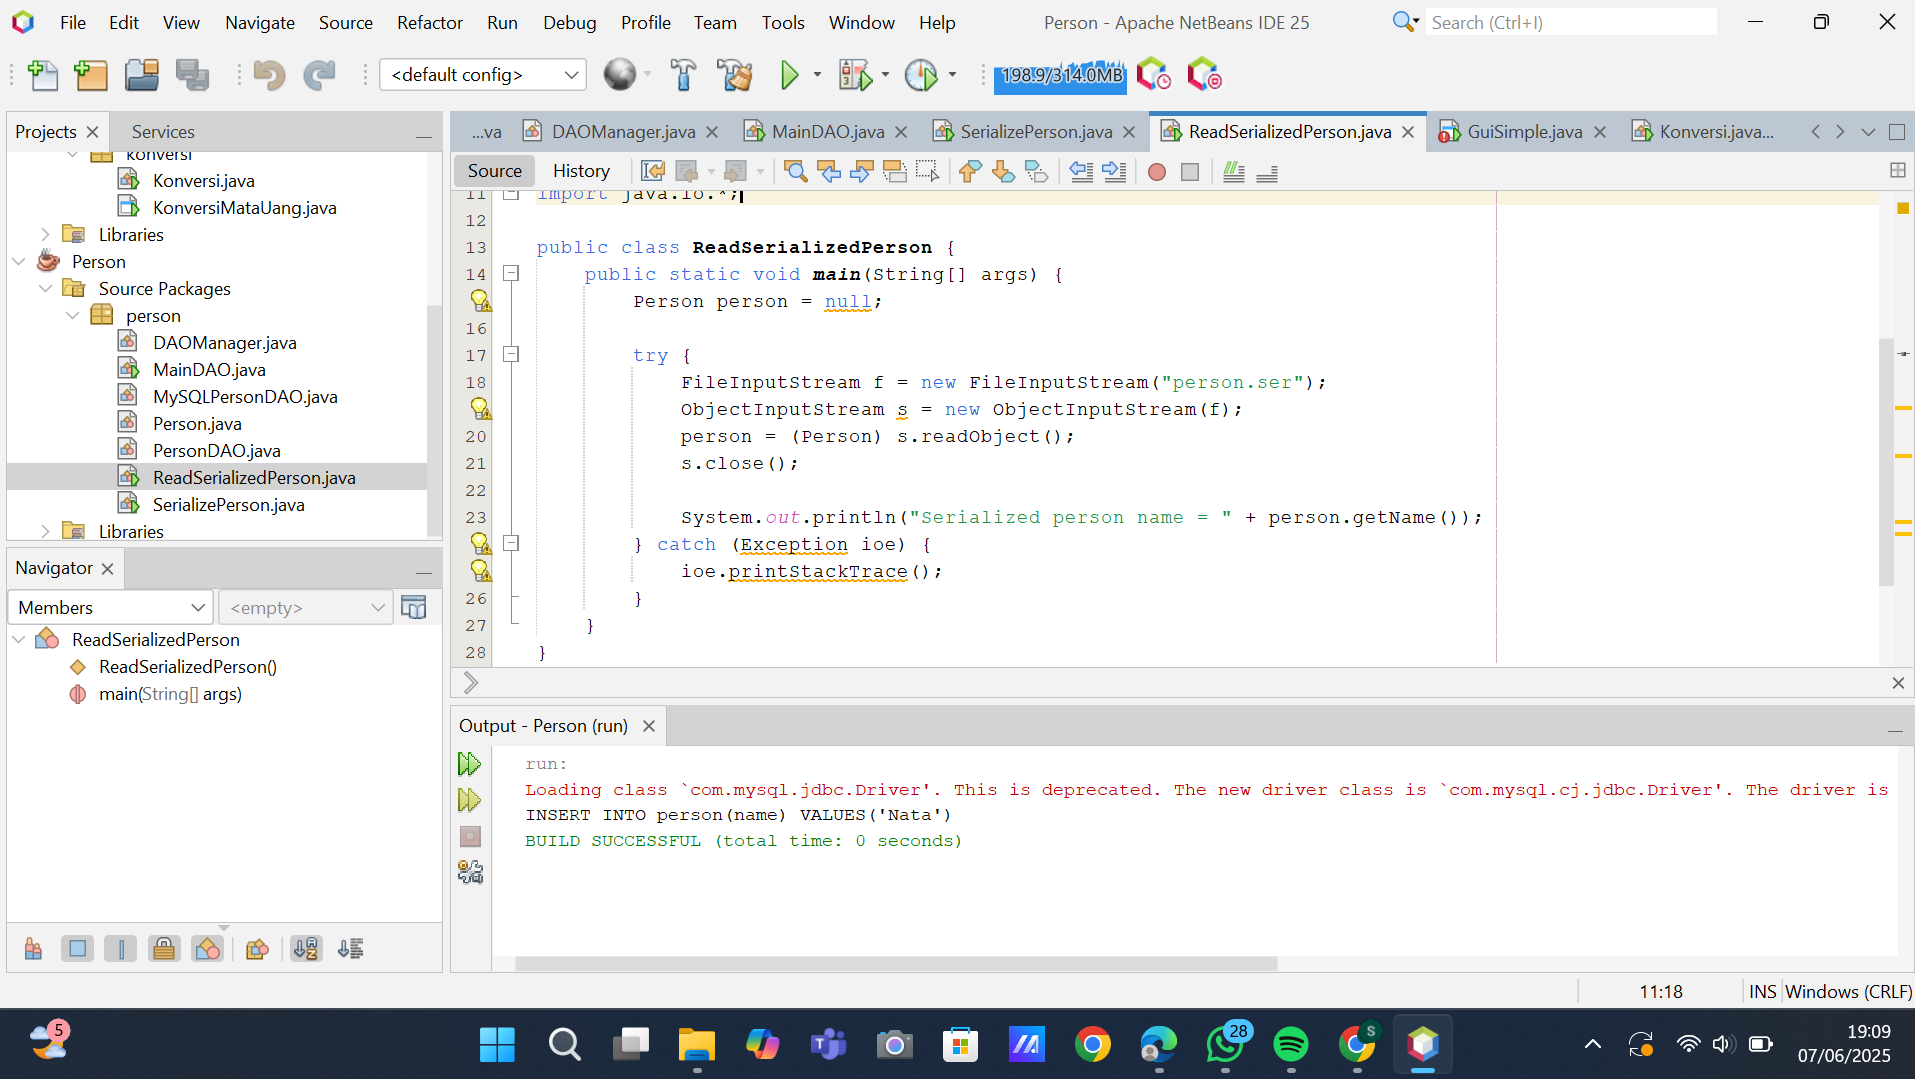 File Edit View Navigate Source Refactor Run Debug Profile Team Tools Window Help
Person - Apache NetBeans IDE 25
Search (Ctrl+I)
<default config>
198.9/314.0MB
Projects
Services
konversi
Konversi.java
KonversiMataUang.java
Libraries
Person
Source Packages
person
DAOManager.java
MainDAO.java
MySQLPersonDAO.java
Person.java
PersonDAO.java
ReadSerializedPerson.java
SerializePerson.java
Libraries
Navigator
Members
<empty>
ReadSerializedPerson
ReadSerializedPerson()
main(String[] args)
...va
DAOManager.java
MainDAO.java
SerializePerson.java
ReadSerializedPerson.java
GuiSimple.java
Konversi.java...
Source
History
11 import java.io.*;
12
13 public class ReadSerializedPerson {
14 public static void main(String[] args) {
Person person = null;
16
17 try {
18 FileInputStream f = new FileInputStream("person.ser");
ObjectInputStream s = new ObjectInputStream(f);
20 person = (Person) s.readObject();
21 s.close();
22
23 System.out.println("Serialized person name = " + person.getName());
} catch (Exception ioe) {
ioe.printStackTrace();
26 }
27 }
28 }
Output - Person (run)
run:
Loading class `com.mysql.jdbc.Driver'. This is deprecated. The new driver class is `com.mysql.cj.jdbc.Driver'. The driver is
INSERT INTO person(name) VALUES('Nata')
BUILD SUCCESSFUL (total time: 0 seconds)
11:18
INS
Windows (CRLF)
5
28
S
19:09
07/06/2025